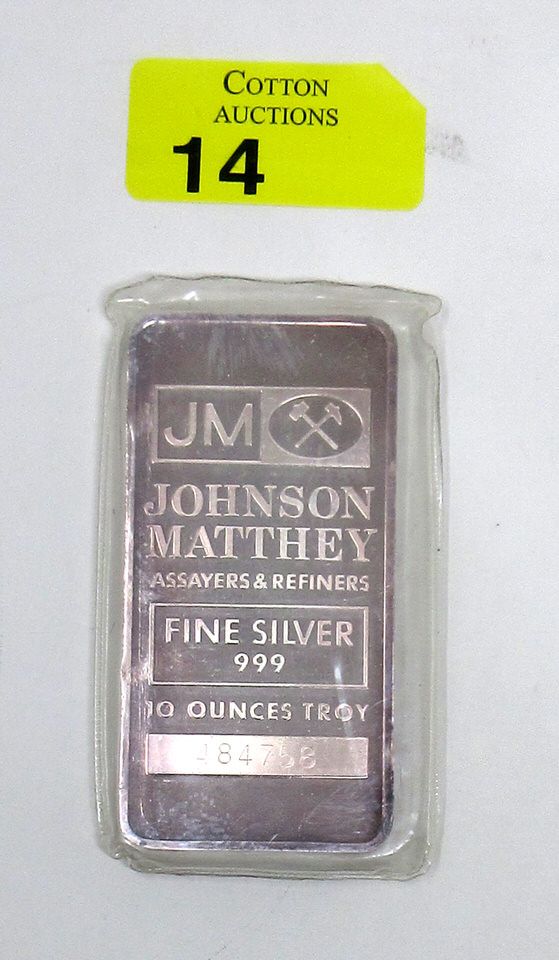 COTTON
AUCTIONS
14
JM
JOHNSON
MATTHEY
ASSAYERS & REFINERS
FINE SILVER
999
10 OUNCES TROY
484758